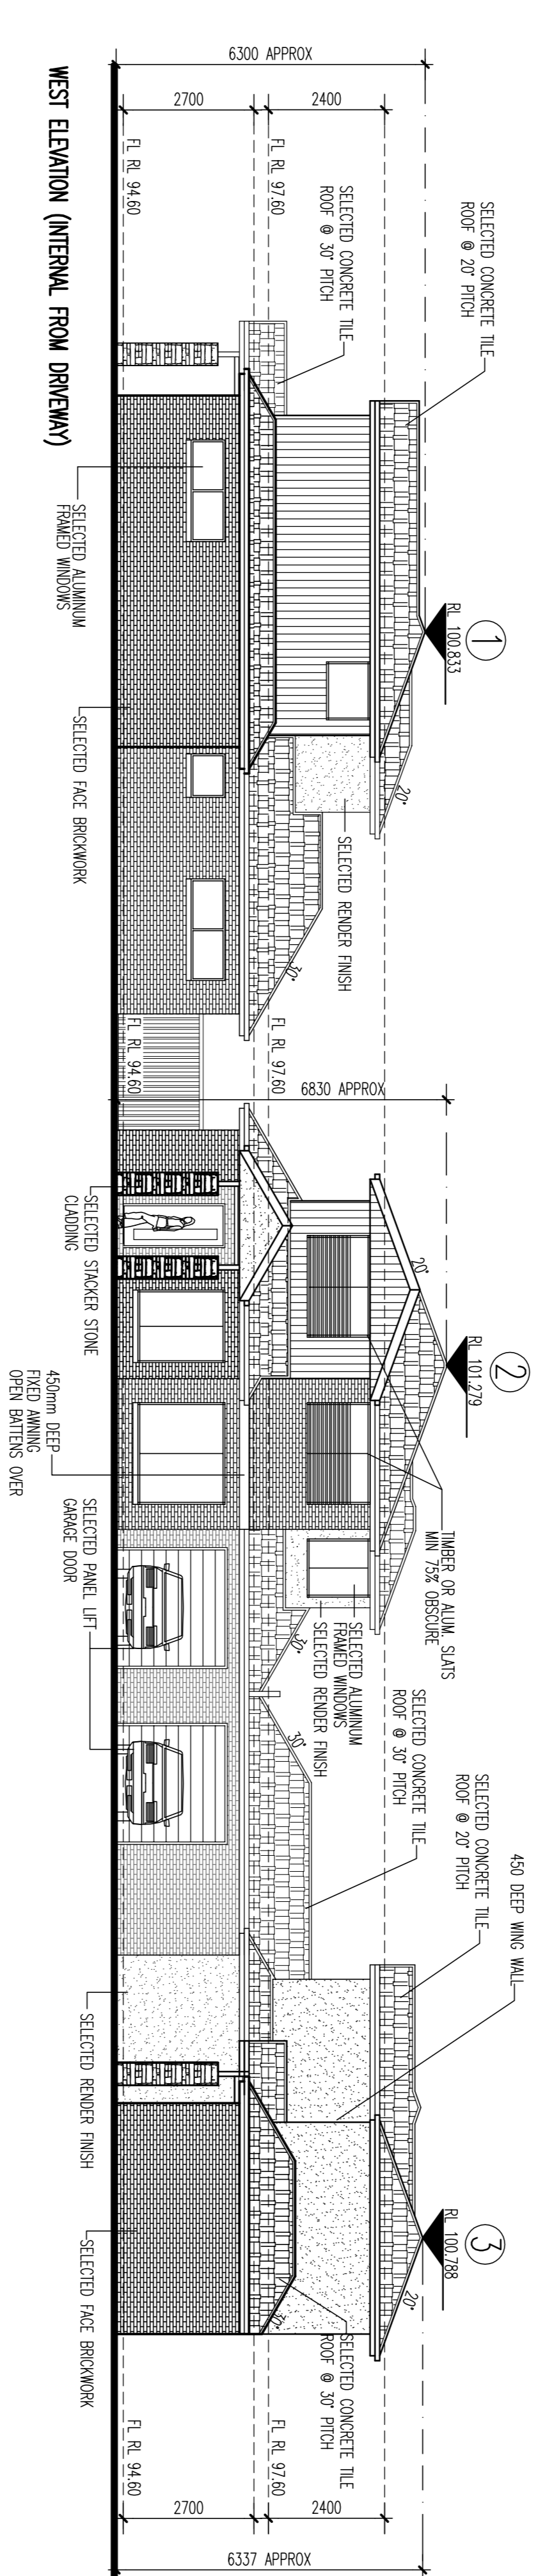 6300 APPROX
2700
2400
FL RL 94.60
FL RL 97.60
WEST ELEVATION (INTERNAL FROM DRIVEWAY)
SELECTED CONCRETE TILE
ROOF @ 20° PITCH
SELECTED CONCRETE TILE
ROOF @ 30° PITCH
1
RL 100.833
20°
30°
SELECTED ALUMINUM
FRAMED WINDOWS
SELECTED FACE BRICKWORK
SELECTED RENDER FINISH
FL RL 94.60
FL RL 97.60
6830 APPROX
2
RL 101.279
20°
SELECTED STACKER STONE
CLADDING
450mm DEEP
FIXED AWNING
OPEN BATTENS OVER
TIMBER OR ALUM. SLATS
MIN 75% OBSCURE
SELECTED ALUMINUM
FRAMED WINDOWS
SELECTED RENDER FINISH
30°
30°
SELECTED PANEL LIFT
GARAGE DOOR
SELECTED CONCRETE TILE
ROOF @ 30° PITCH
SELECTED CONCRETE TILE
ROOF @ 20° PITCH
450 DEEP WING WALL
3
RL 100.788
20°
30°
SELECTED CONCRETE TILE
ROOF @ 30° PITCH
SELECTED RENDER FINISH
SELECTED FACE BRICKWORK
FL RL 94.60
FL RL 97.60
2700
2400
6337 APPROX